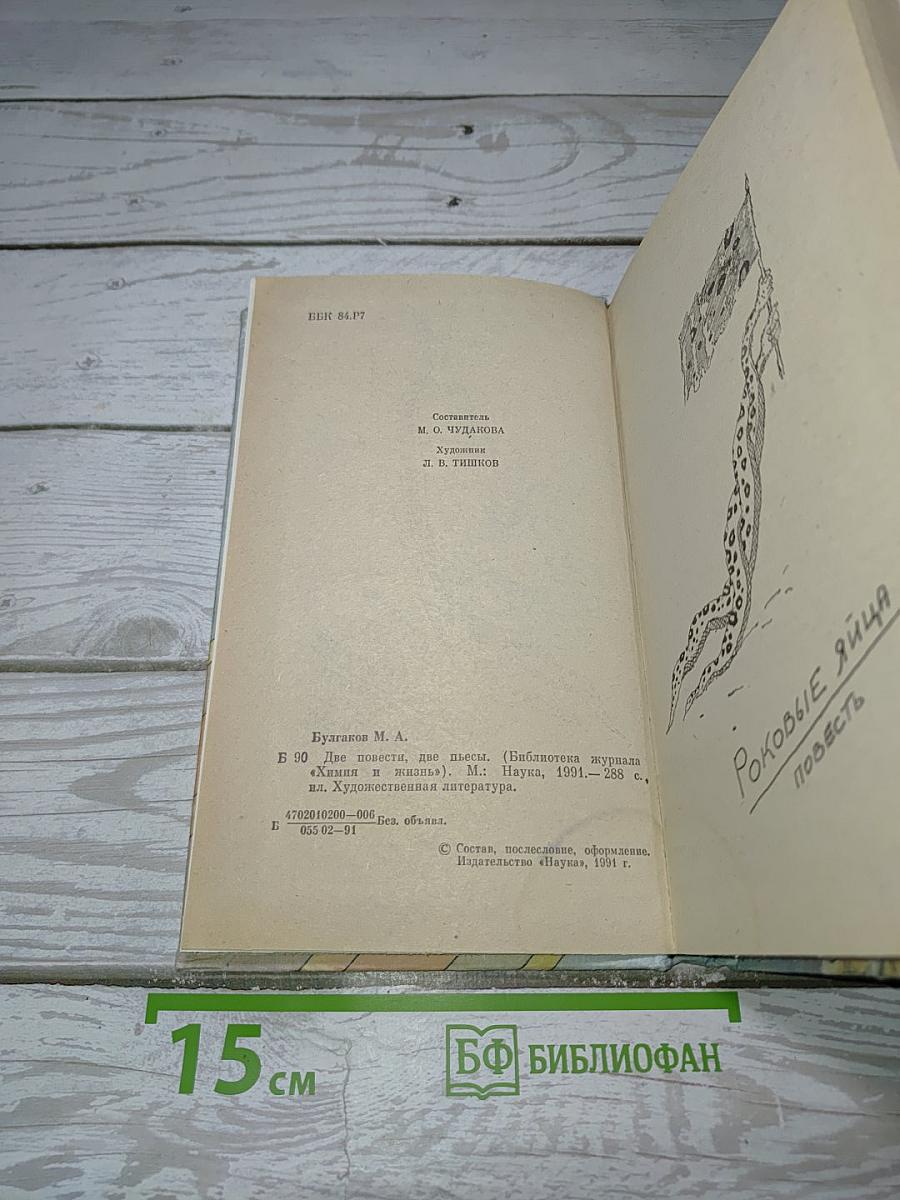 ББК 84.Р7
Составитель
М. О. ЧУДАКОВА
Художник
Л. В. ТИШКОВ
Булгаков М. А.
Б 90 Две повести, две пьесы. (Библиотека журнала
«Химия и жизнь»). М.: Наука, 1991.— 288 с.,
ил. Художественная литература.
Б 4702010200—006 Без. объявл.
055 02—91
© Состав, послесловие, оформление.
Издательство «Наука», 1991 г.
РОКОВЫЕ ЯЙЦА
ПОВЕСТЬ
15 см
БФ БИБЛИОФАН